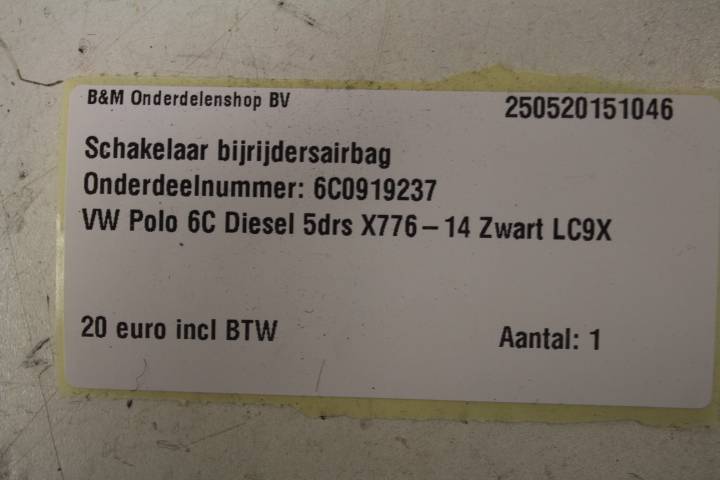 B&M Onderdelenshop BV 250520151046
Schakelaar bijrijdersairbag
Onderdeelnummer: 6C0919237
VW Polo 6C Diesel 5drs X776-14 Zwart LC9X
20 euro incl BTW Aantal: 1